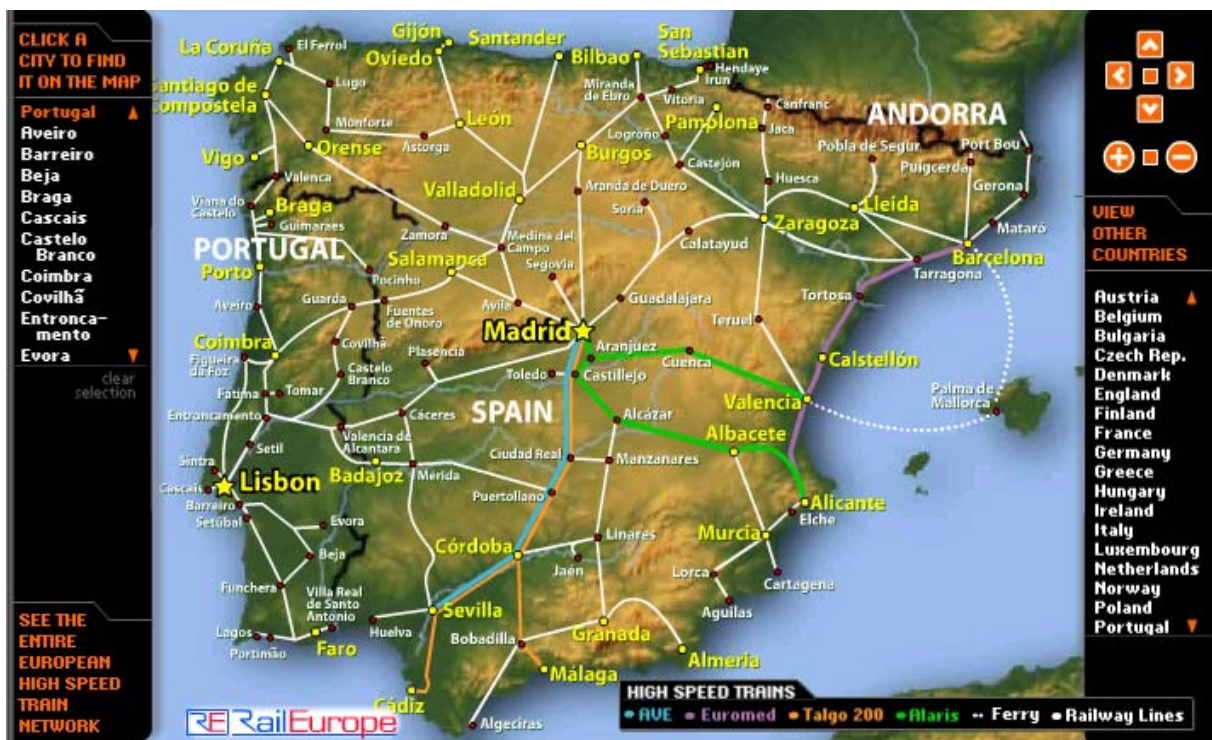 CLICK A
CITY TO FIND
IT ON THE MAP
Portugal
Aveiro
Barreiro
Beja
Braga
Cascais
Castelo
Branco
Coimbra
Covilhã
Entronca-
mento
Evora
clear
selection
SEE THE
ENTIRE
EUROPEAN
HIGH SPEED
TRAIN
NETWORK
La Coruña
El Ferrol
Gijón
Oviedo
Santander
Bilbao
San
Sebastian
Hendaye
Irun
Santiago de
Compostela
Lugo
Miranda
de Ebro
Vitoria
Canfranc
ANDORRA
Monforte
Astorga
León
Logroño
Pamplona
Jaca
Pobla de Segur
Port Bou
Puigcerda
Vigo
Orense
Burgos
Castejón
Valenca
Valladolid
Aranda de Duero
Huesca
Gerona
Viana do
Castelo
Braga
Guimaraes
Soria
Zaragoza
Lleida
Mataró
Zamora
Medina del
Campo
Calatayud
Barcelona
PORTUGAL
Porto
Salamanca
Segovia
Tarragona
Pocinho
Aveiro
Guarda
Fuentes
de Onoro
Avila
Guadalajara
Tortosa
Teruel
Madrid
Coimbra
Figueira
da Foz
Covilhã
Plasencia
Aranjuez
Cuenca
Calstellón
Castelo
Branco
Toledo
Castillejo
Fatima
Tomar
Palma de
Mallorca
Valencia
Entroncamento
Cáceres
SPAIN
Alcázar
Setil
Valencia de
Alcantara
Albacete
Sintra
Lisbon
Badajoz
Mérida
Ciudad Real
Manzanares
Cascais
Barreiro
Setúbal
Puertollano
Alicante
Elche
Evora
Murcia
Beja
Córdoba
Linares
Jaén
Lorca
Cartagena
Funchera
Villa Real
de Santo
António
Aguilas
Sevilla
Huelva
Lagos
Portimão
Faro
Bobadilla
Granada
Almeria
Málaga
Cádiz
Algeciras
RE RailEurope
HIGH SPEED TRAINS
AVE Euromed Talgo 200 Alaris Ferry Railway Lines
VIEW
OTHER
COUNTRIES
Austria
Belgium
Bulgaria
Czech Rep.
Denmark
England
Finland
France
Germany
Greece
Hungary
Ireland
Italy
Luxembourg
Netherlands
Norway
Poland
Portugal